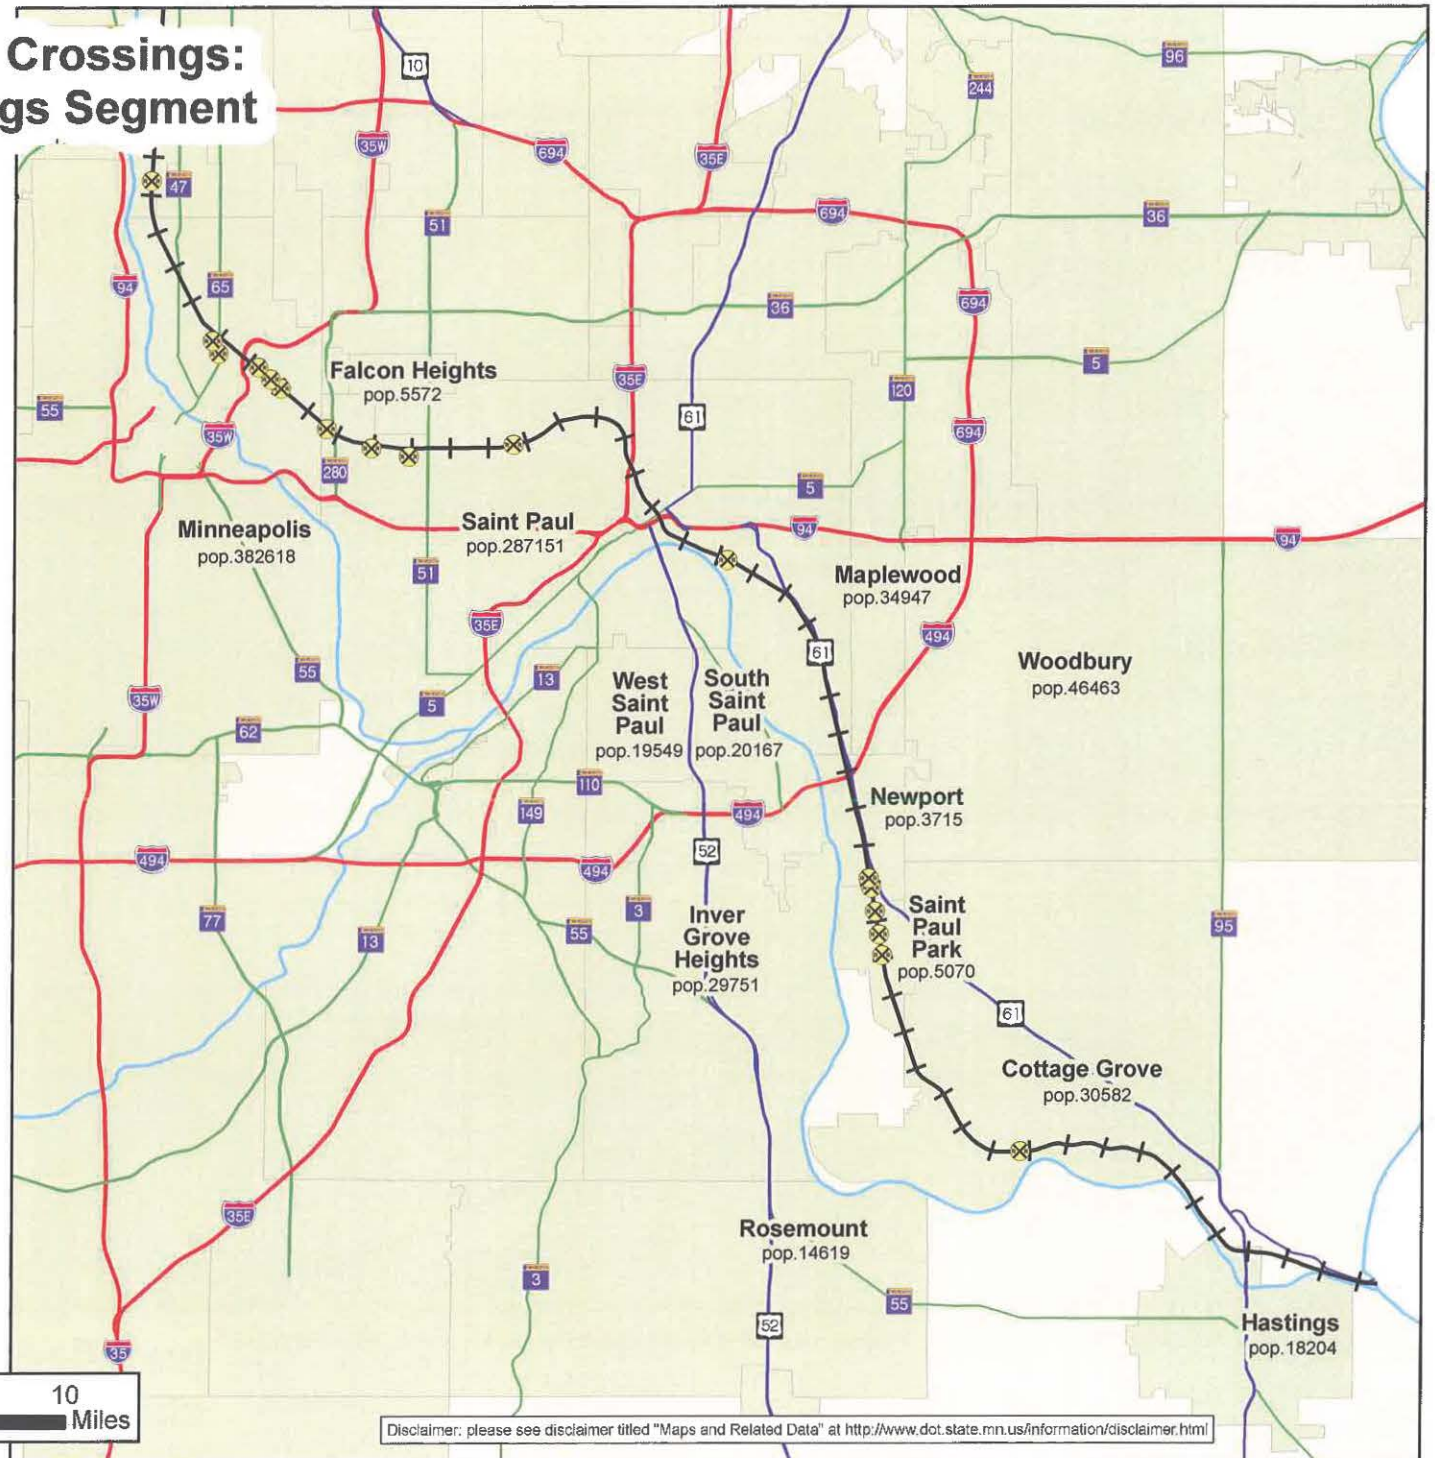 Crossings:
gs Segment
10
96
244
35W
694
35E
47
51
694
36
94
65
36
694
5
Falcon Heights
pop.5572
35E
120
55
61
35W
694
280
5
Minneapolis
pop.382618
Saint Paul
pop.287151
94
94
51
Maplewood
pop.34947
35E
494
61
Woodbury
pop.46463
55
13
West
Saint
Paul
pop.19549
South
Saint
Paul
pop.20167
35W
5
62
110
149
494
Newport
pop.3715
494
494
52
77
13
55
3
Inver
Grove
Heights
pop.29751
Saint
Paul
Park
pop.5070
95
61
Cottage Grove
pop.30582
35E
Rosemount
pop.14619
3
55
52
Hastings
pop.18204
35
10
Miles
Disclaimer: please see disclaimer titled "Maps and Related Data" at http://www.dot.state.mn.us/information/disclaimer.html